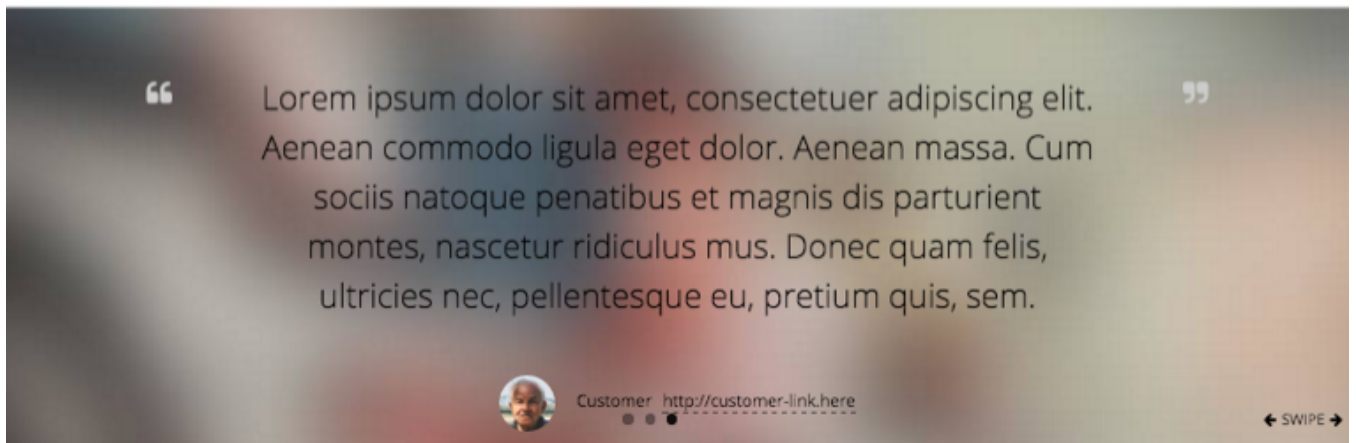 “ Lorem ipsum dolor sit amet, consectetuer adipiscing elit. ”
Aenean commodo ligula eget dolor. Aenean massa. Cum
sociis natoque penatibus et magnis dis parturient
montes, nascetur ridiculus mus. Donec quam felis,
ultricies nec, pellentesque eu, pretium quis, sem.
Customer http://customer-link.here
← SWIPE →